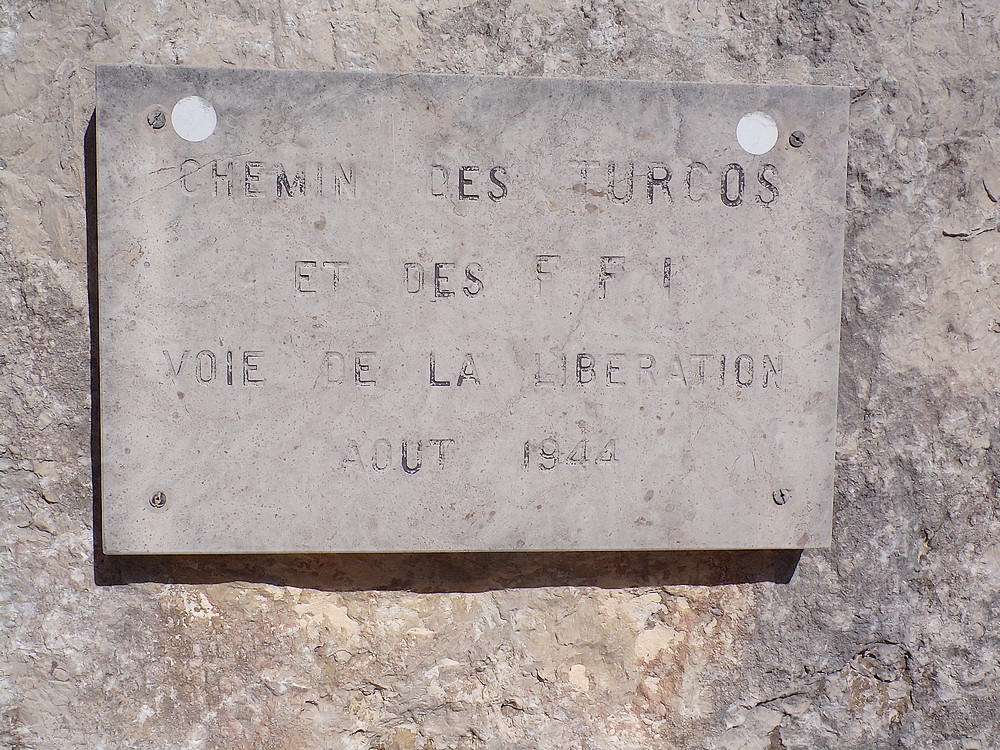 CHEMIN DES TURCOS
ET DES F F I
VOIE DE LA LIBERATION
AOUT 1944